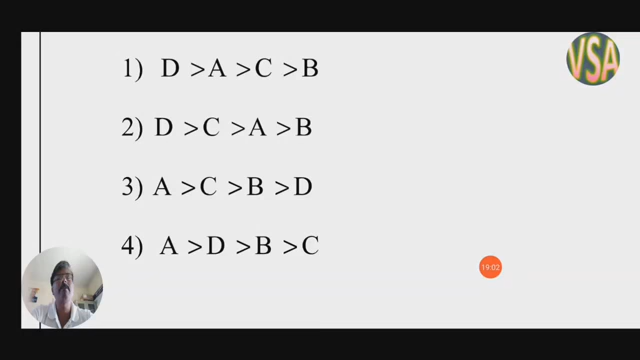 VSA
1) D >A >C >B
2) D >C >A >B
3) A >C >B >D
4) A >D >B >C
19:02